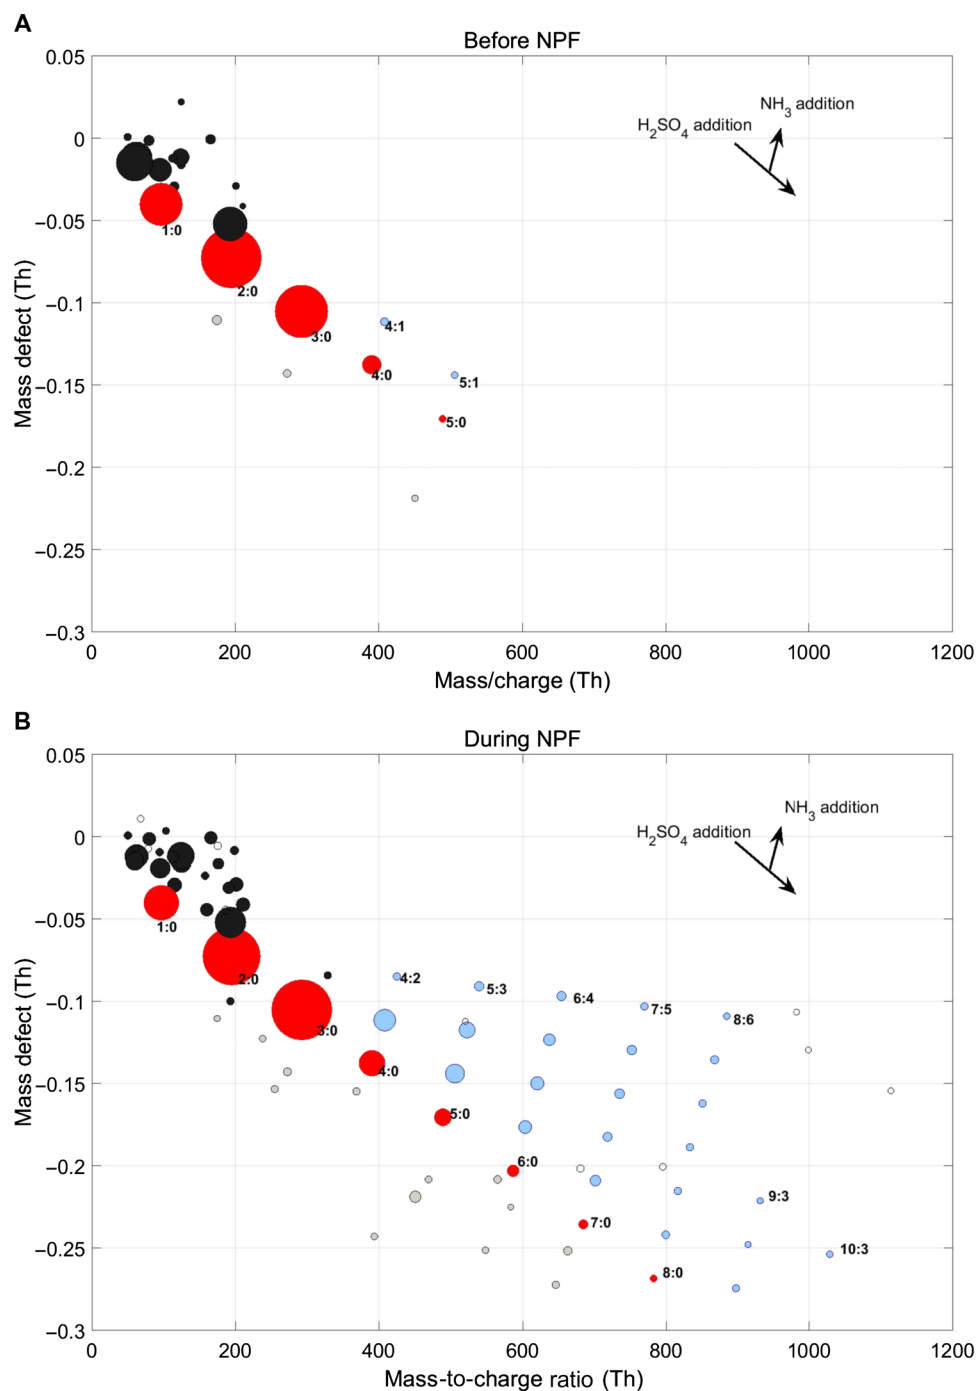 A
Before NPF
0.05
0
−0.05
−0.1
−0.15
−0.2
−0.25
−0.3
Mass defect (Th)
NH3 addition
H2SO4 addition
1:0
2:0
3:0
4:1
4:0
5:1
5:0
0 200 400 600 800 1000 1200
Mass/charge (Th)
B
During NPF
0.05
0
−0.05
−0.1
−0.15
−0.2
−0.25
−0.3
Mass defect (Th)
NH3 addition
H2SO4 addition
1:0
2:0
4:2
5:3
6:4
7:5
8:6
3:0
4:0
5:0
6:0
9:3
7:0
10:3
8:0
0 200 400 600 800 1000 1200
Mass-to-charge ratio (Th)